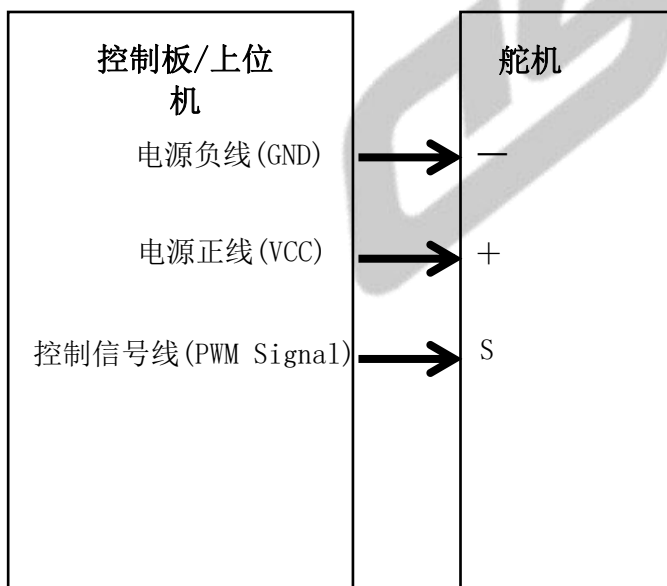 控制板/上位
机
舵机
电源负线(GND)
—
电源正线(VCC)
+
控制信号线(PWM Signal)
S